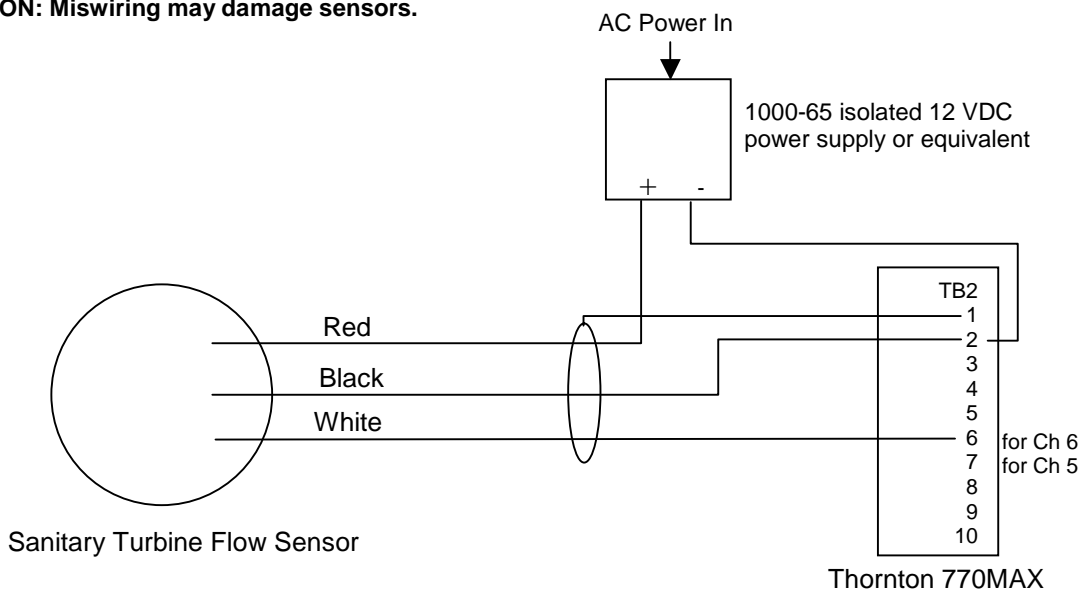 ON: Miswiring may damage sensors.
AC Power In
1000-65 isolated 12 VDC
power supply or equivalent
+ -
TB2
1
2
3
4
5
6 for Ch 6
7 for Ch 5
8
9
10
Red
Black
White
Sanitary Turbine Flow Sensor
Thornton 770MAX